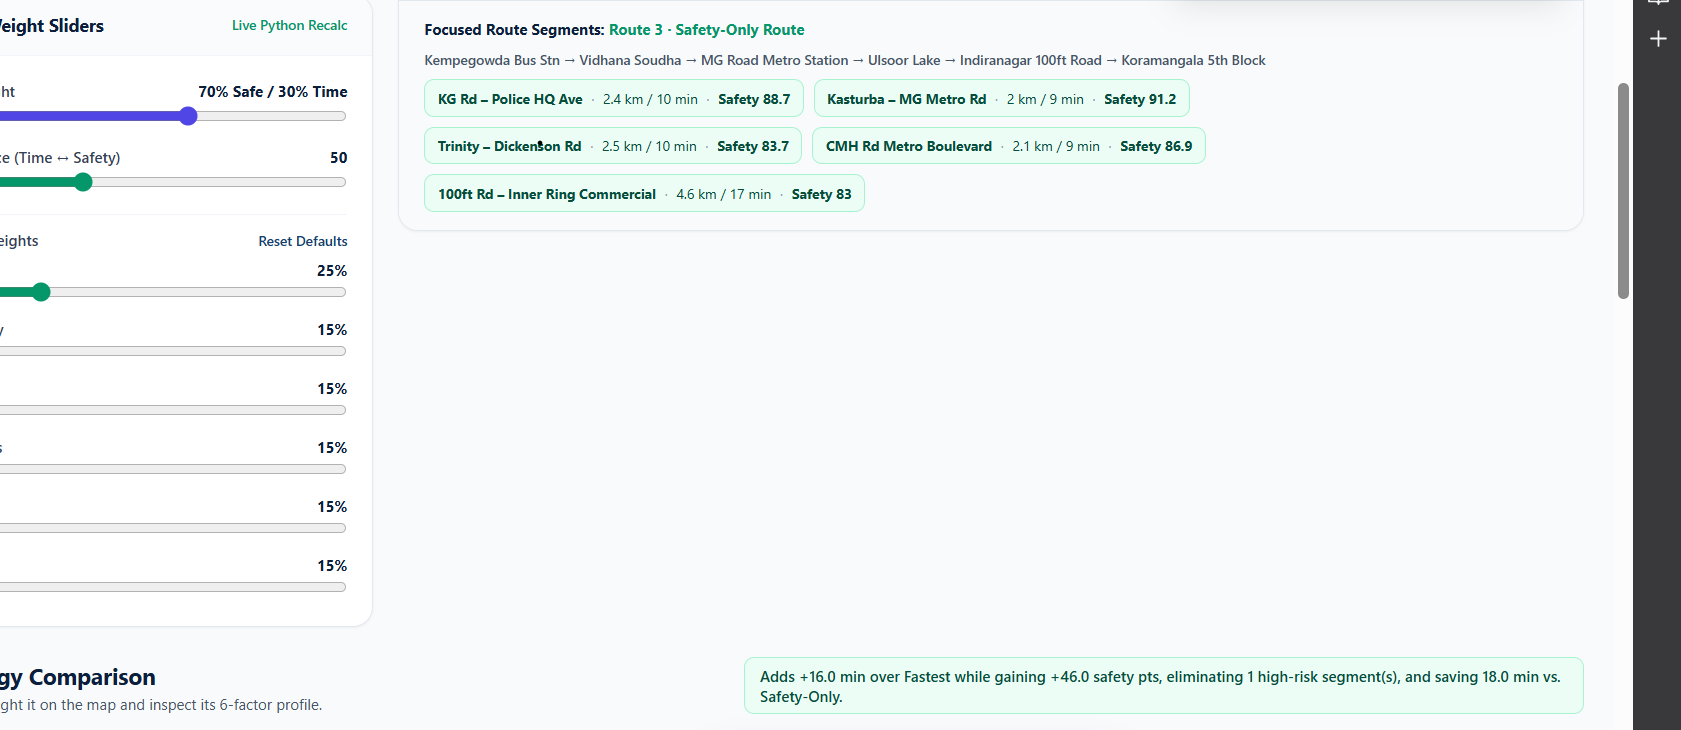 eight Sliders
Live Python Recalc
ht
70% Safe / 30% Time
e (Time ↔ Safety)
50
eights
Reset Defaults
25%
y
15%
15%
s
15%
15%
15%
Focused Route Segments: Route 3 · Safety-Only Route
Kempegowda Bus Stn → Vidhana Soudha → MG Road Metro Station → Ulsoor Lake → Indiranagar 100ft Road → Koramangala 5th Block
KG Rd – Police HQ Ave · 2.4 km / 10 min · Safety 88.7
Kasturba – MG Metro Rd · 2 km / 9 min · Safety 91.2
Trinity – Dickenson Rd · 2.5 km / 10 min · Safety 83.7
CMH Rd Metro Boulevard · 2.1 km / 9 min · Safety 86.9
100ft Rd – Inner Ring Commercial · 4.6 km / 17 min · Safety 83
gy Comparison
ght it on the map and inspect its 6-factor profile.
Adds +16.0 min over Fastest while gaining +46.0 safety pts, eliminating 1 high-risk segment(s), and saving 18.0 min vs.
Safety-Only.